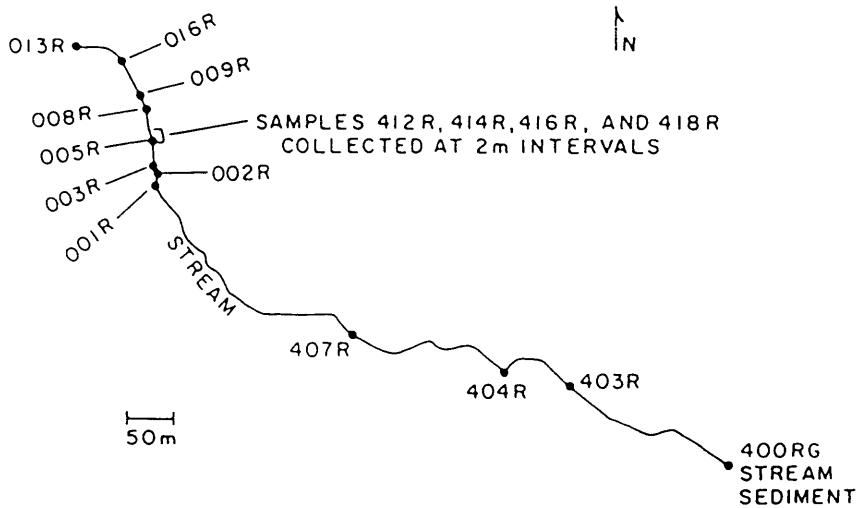 013R
016R
N
009R
008R
SAMPLES 412R, 414R, 416R, AND 418R
COLLECTED AT 2m INTERVALS
005R
003R
002R
001R
STREAM
407R
404R
403R
50m
400RG
STREAM
SEDIMENT